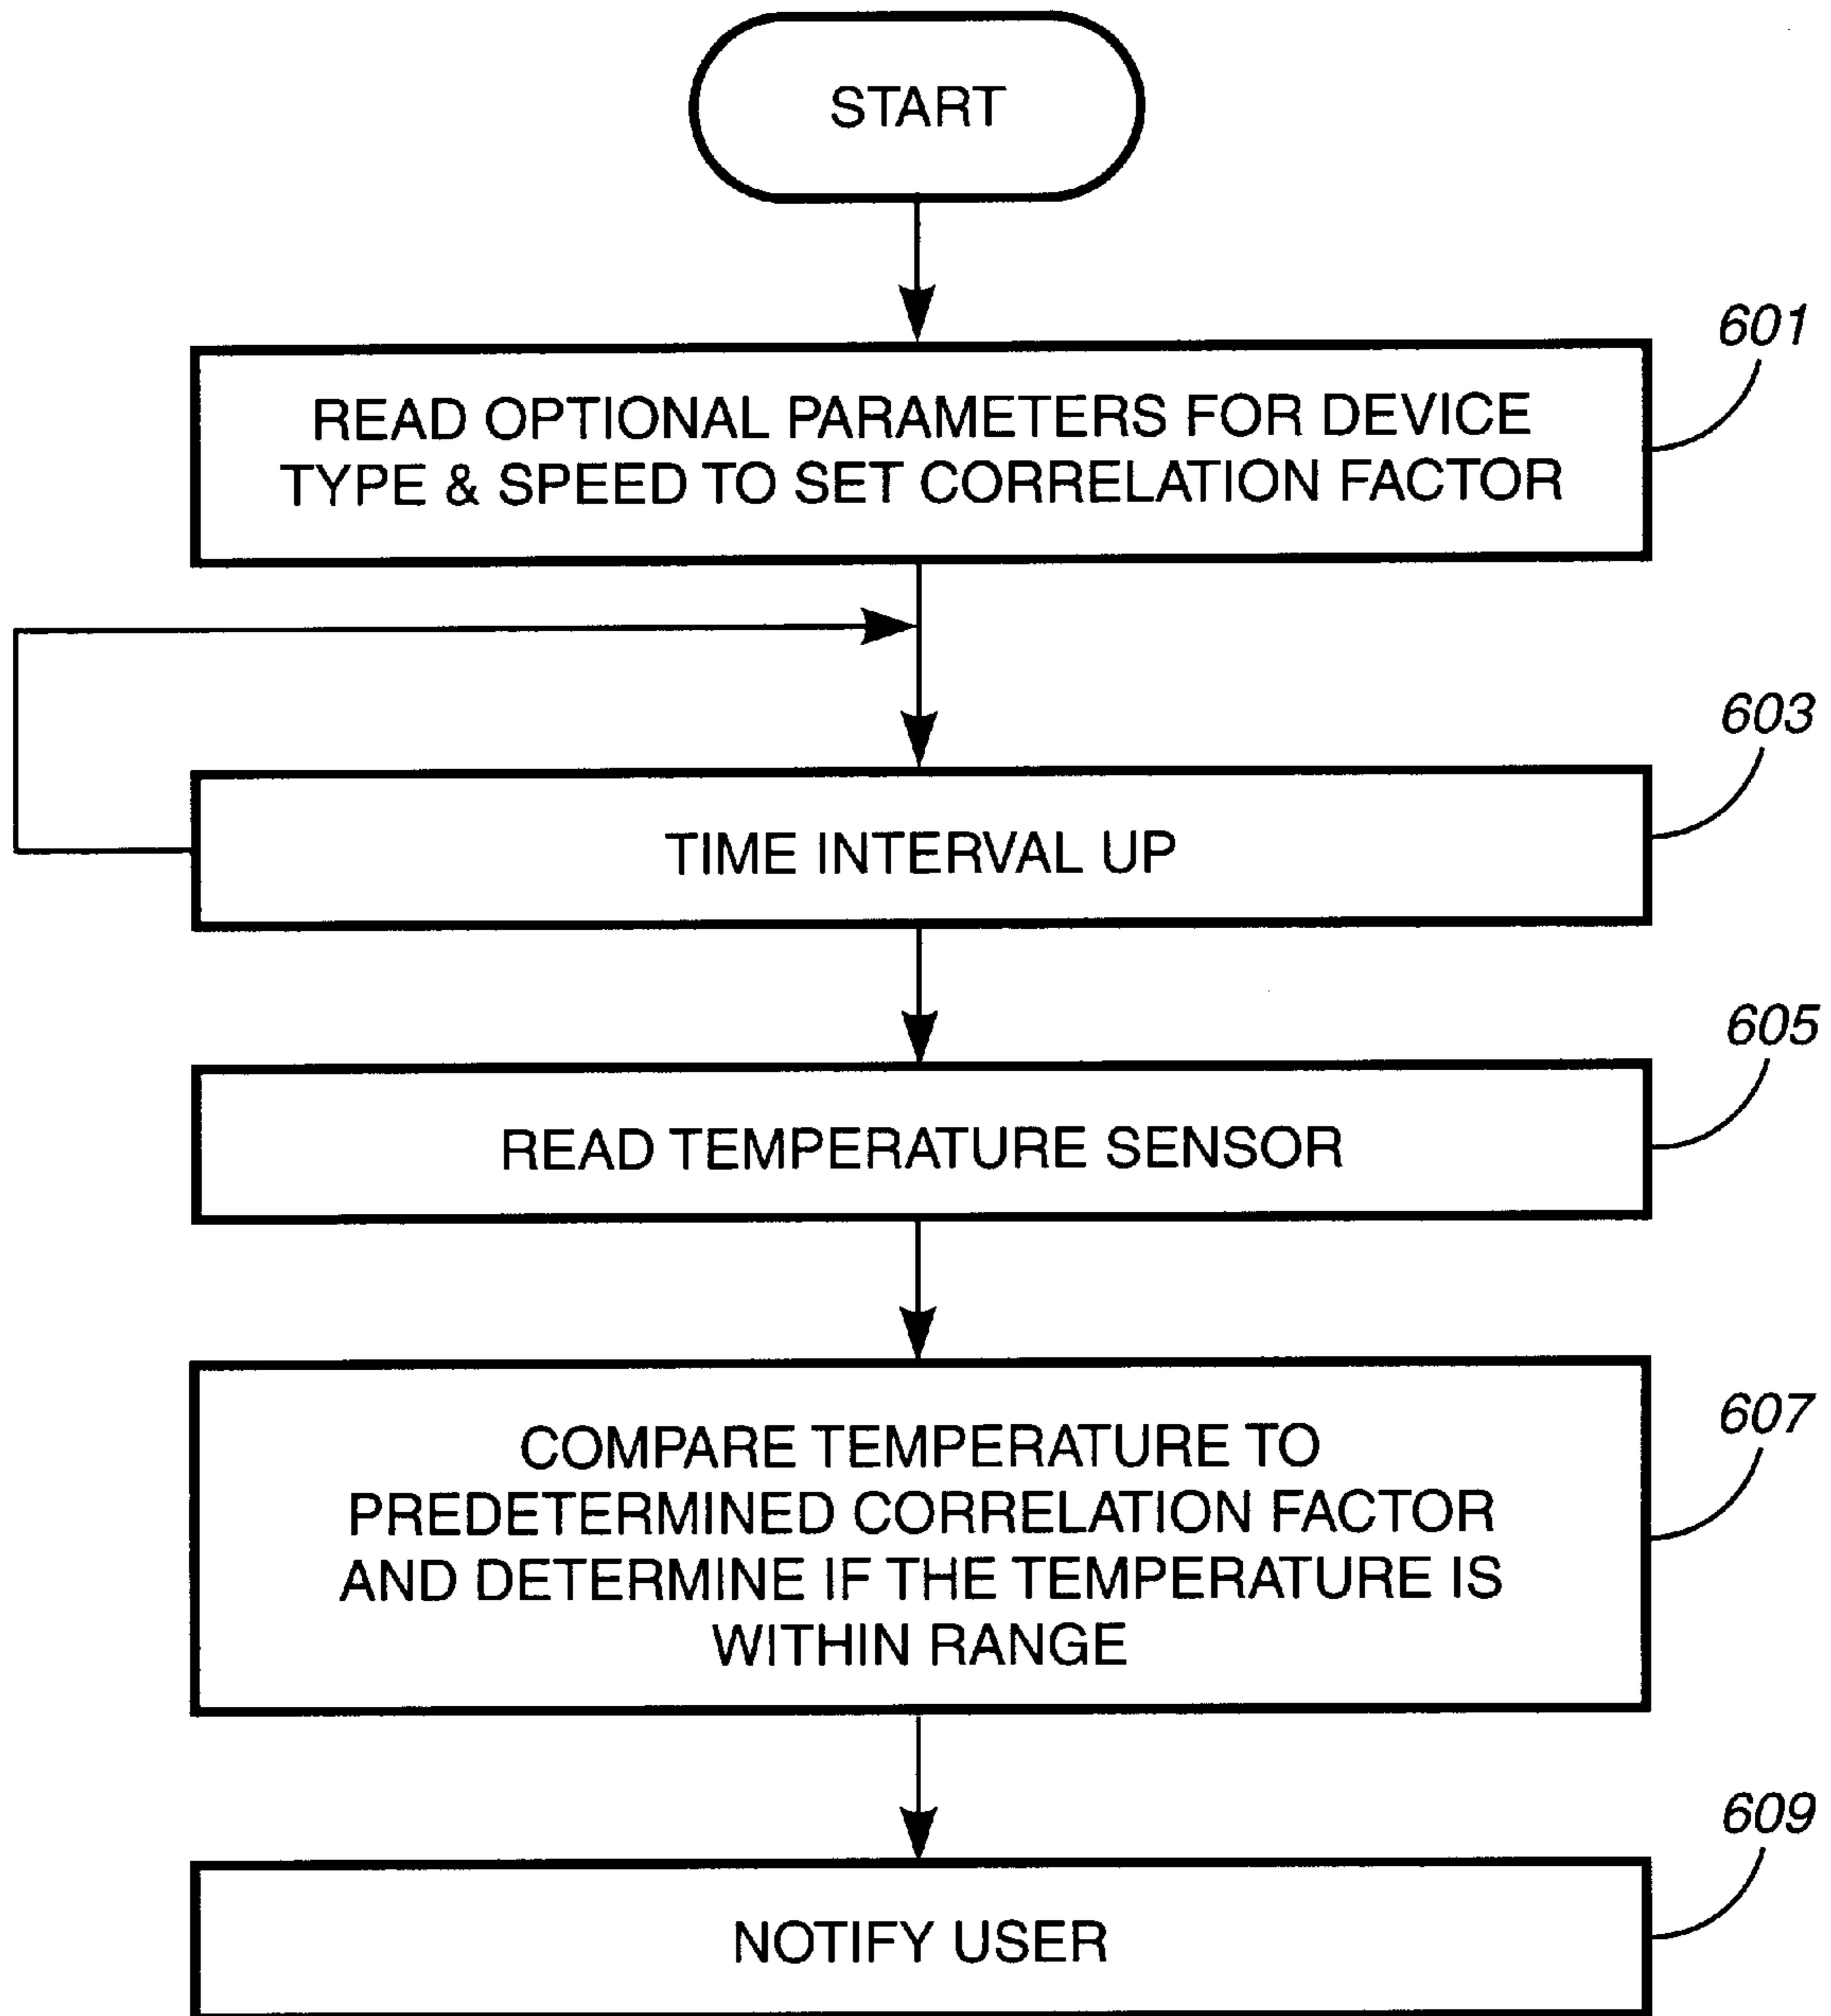 START
601
READ OPTIONAL PARAMETERS FOR DEVICE
TYPE & SPEED TO SET CORRELATION FACTOR
603
TIME INTERVAL UP
605
READ TEMPERATURE SENSOR
607
COMPARE TEMPERATURE TO
PREDETERMINED CORRELATION FACTOR
AND DETERMINE IF THE TEMPERATURE IS
WITHIN RANGE
609
NOTIFY USER